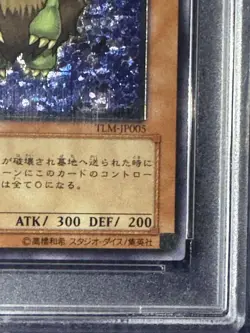 TLM-JP005
が破壊され墓地へ送られた時に
ーンにこのカードのコントロー
は全て0になる。
ATK/ 300 DEF/ 200
©高橋和希 スタジオ・ダイス/集英社